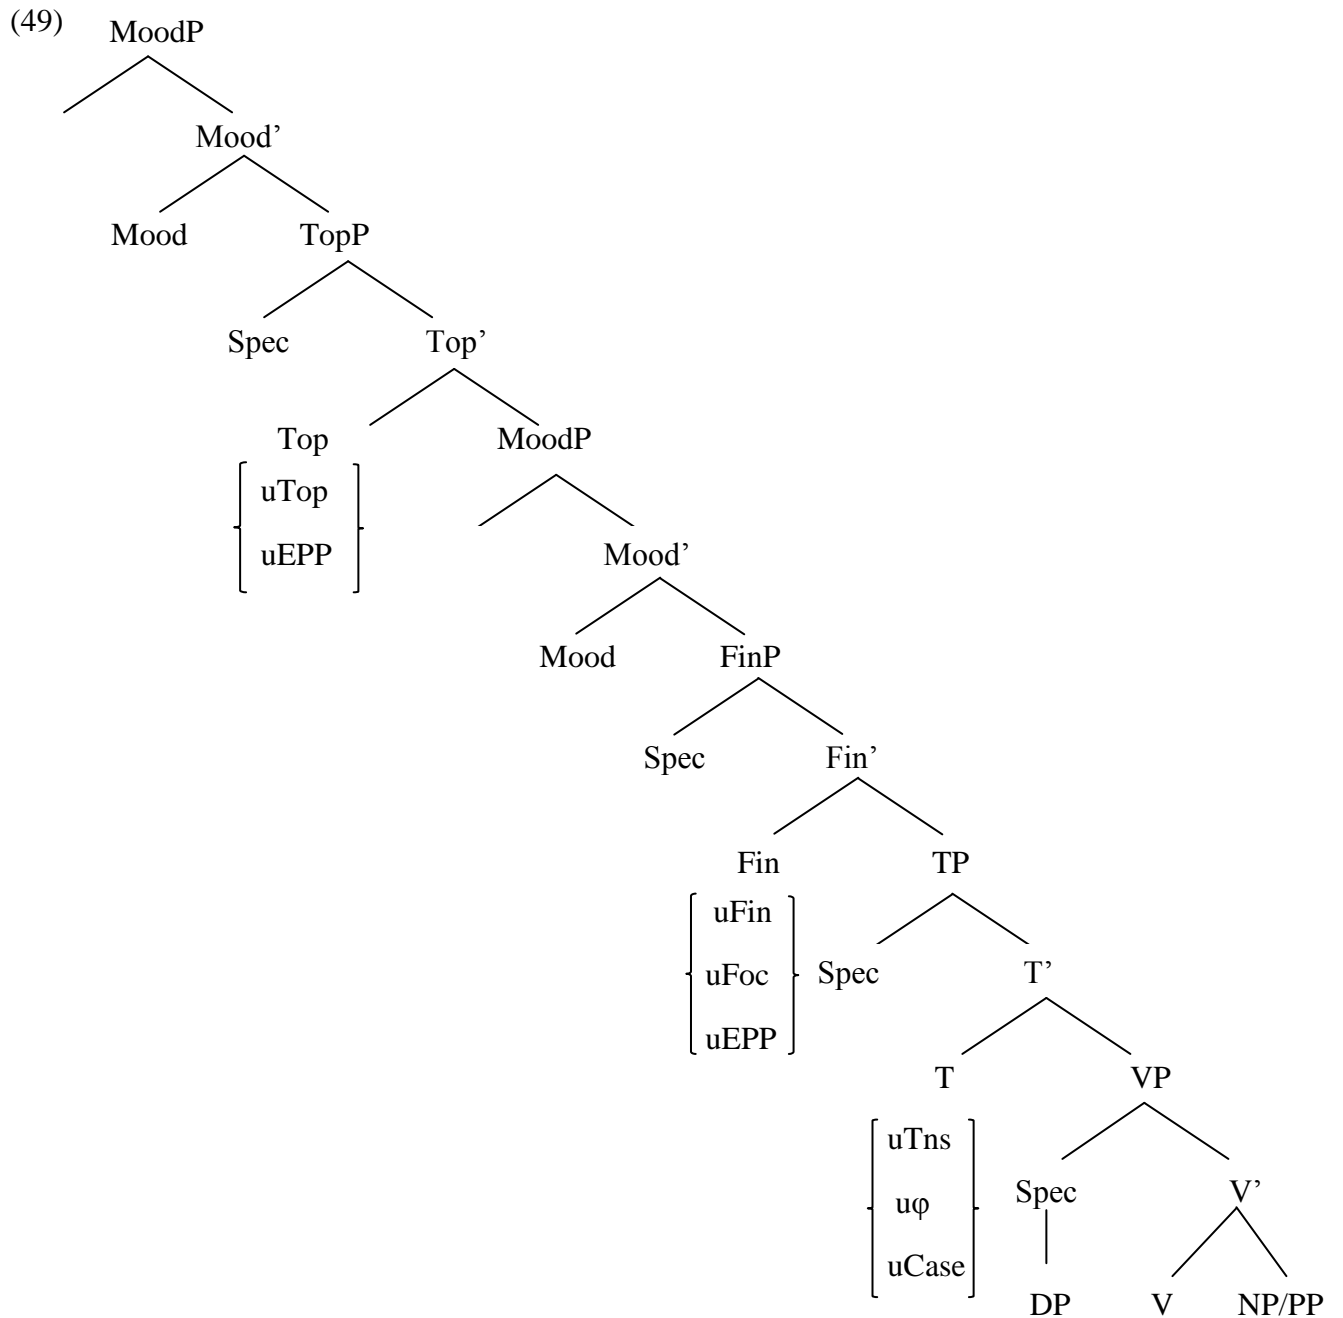 (49) MoodP
Mood’
Mood TopP
Spec Top’
Top MoodP
uTop
uEPP
Mood’
Mood FinP
Spec Fin’
Fin TP
uFin
uFoc Spec T’
uEPP
T VP
uTns
Spec V’
uφ
uCase
DP V NP/PP